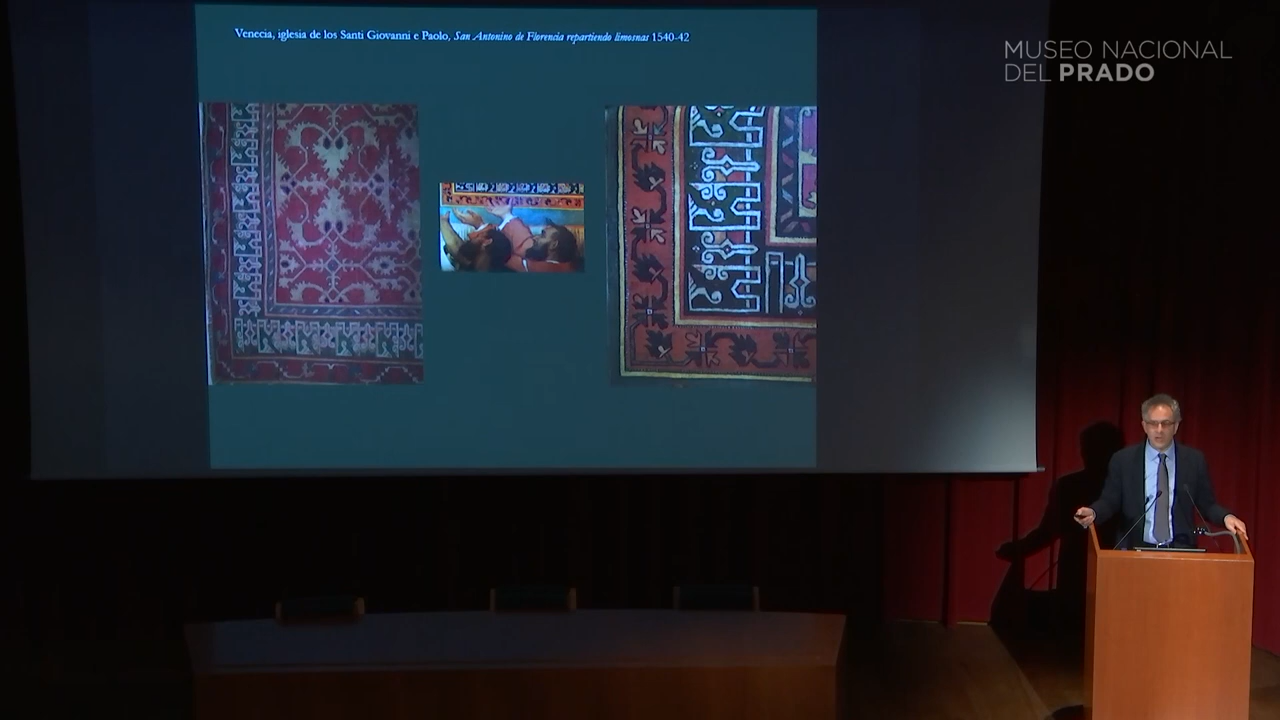 Venecia, iglesia de los Santi Giovanni e Paolo, San Antonino de Florencia repartiendo limosnas 1540-42
MUSEO NACIONAL
DEL PRADO